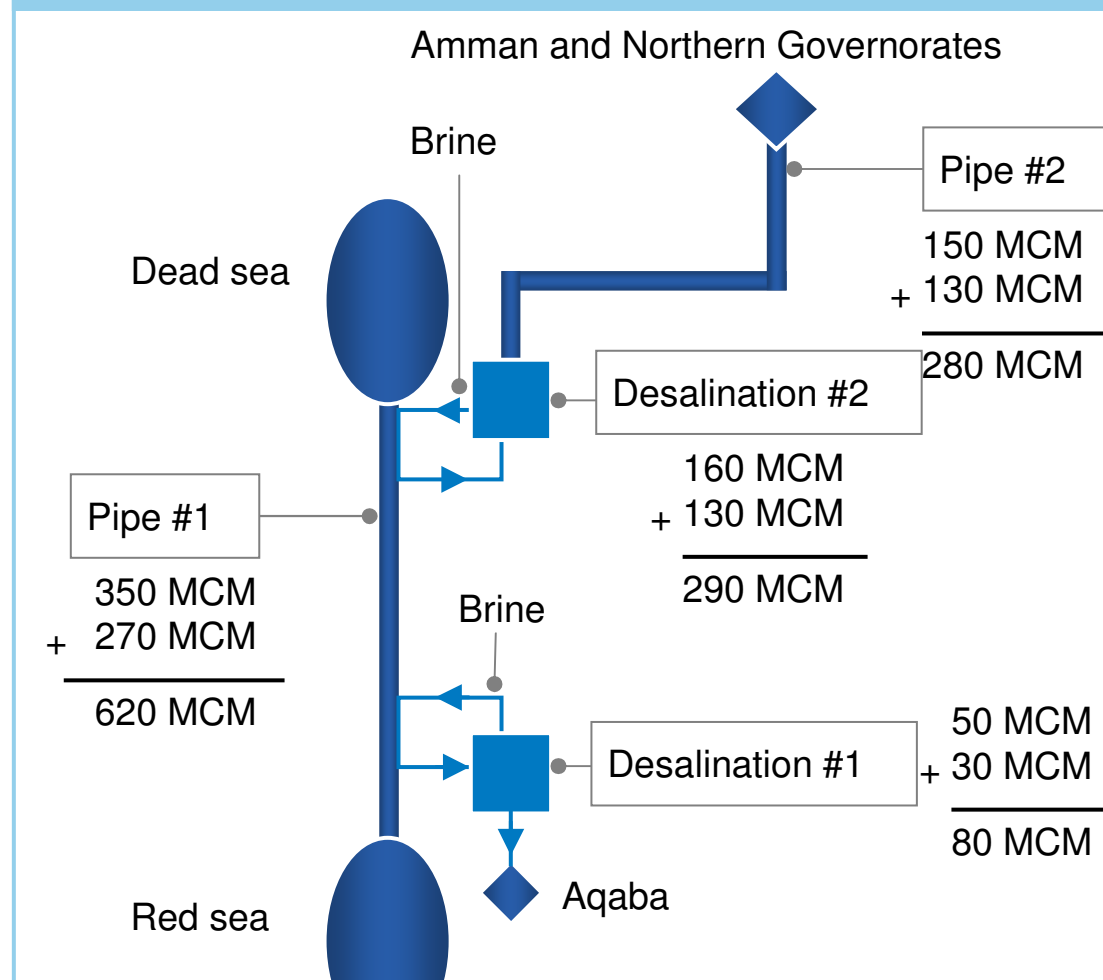 Amman and Northern Governorates
Brine
Pipe #2
150 MCM
+ 130 MCM
280 MCM
Dead sea
Desalination #2
160 MCM
+ 130 MCM
290 MCM
Pipe #1
350 MCM
+ 270 MCM
620 MCM
Brine
Desalination #1
50 MCM
+ 30 MCM
80 MCM
Aqaba
Red sea